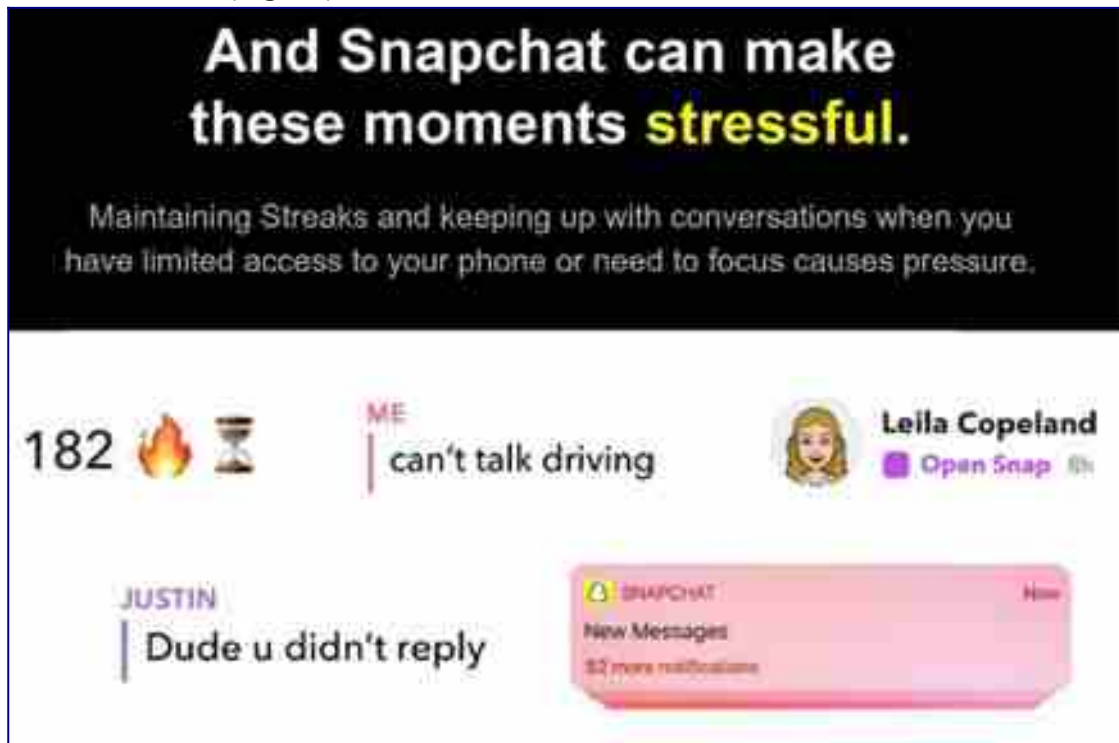 And Snapchat can make
these moments stressful.
Maintaining Streaks and keeping up with conversations when you
have limited access to your phone or need to focus causes pressure.
182 🔥⌛
ME
can't talk driving
Leila Copeland
Open Snap
JUSTIN
Dude u didn't reply
SNAPCHAT Now
New Messages
more notifications